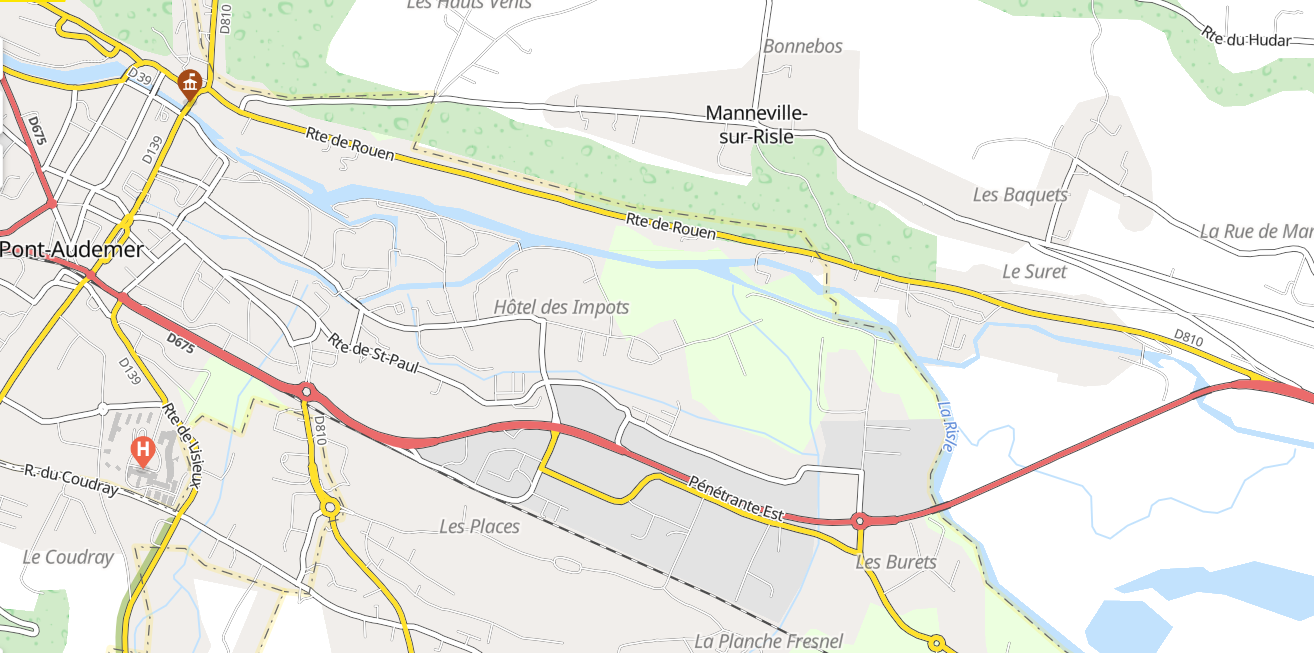 Les Hauts Vents
D810
Rte du Hudar
Bonnebos
D39
Manneville-
sur-Risle
D675
Rte de Rouen
D139
Les Baquets
Rte de Rouen
La Rue de Mar
Pont-Audemer
Le Suret
Hôtel des Impots
D675
Rte de St-Paul
D810
D139
Rte de Lisieux
D810
La Risle
H
R. du Coudray
Pénétrante Est
Les Places
Le Coudray
Les Burets
La Planche Fresnel